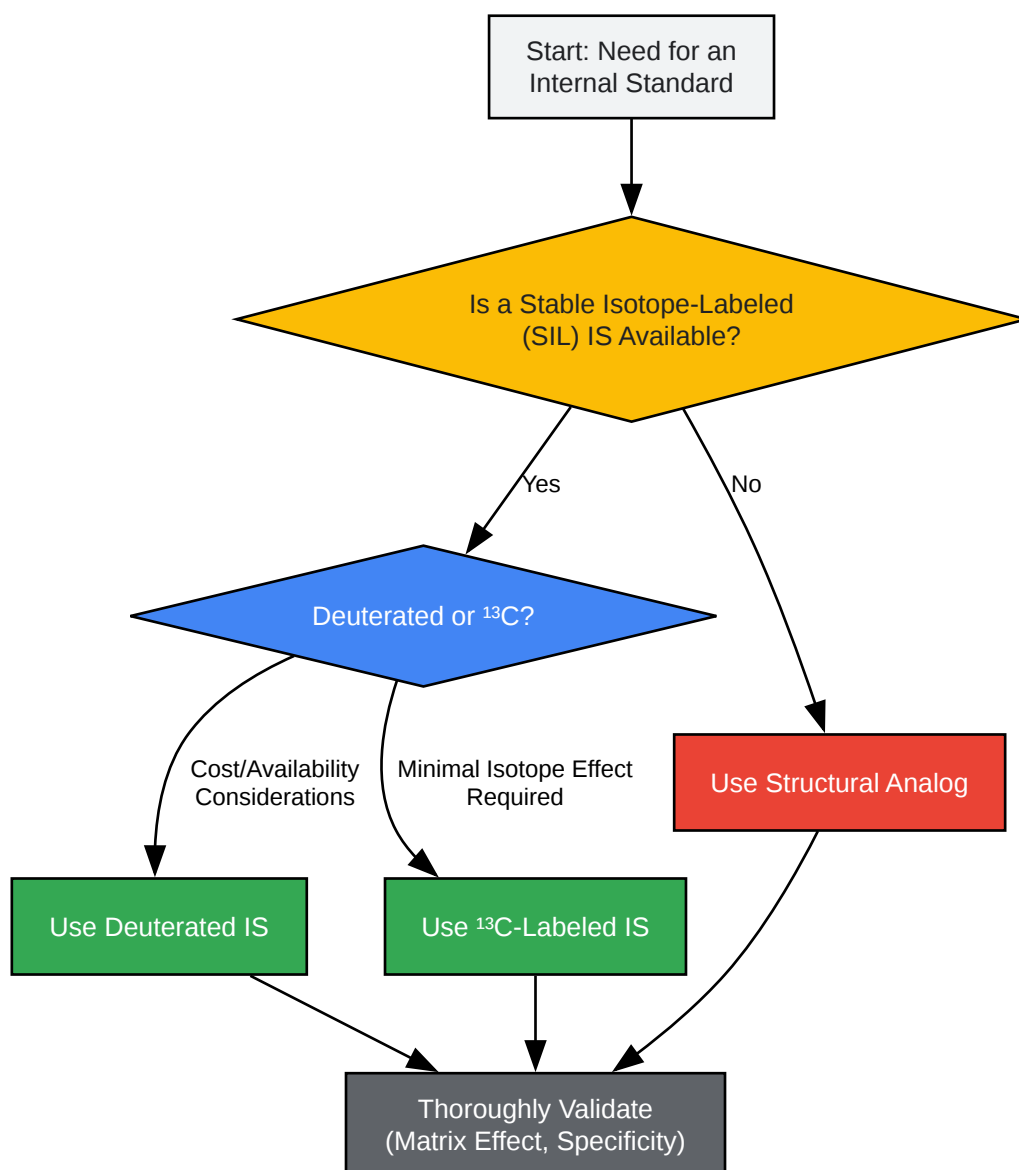 Start: Need for an
Internal Standard
Is a Stable Isotope-Labeled
(SIL) IS Available?
Yes
No
Deuterated or ¹³C?
Cost/Availability
Considerations
Minimal Isotope Effect
Required
Use Structural Analog
Use Deuterated IS
Use ¹³C-Labeled IS
Thoroughly Validate
(Matrix Effect, Specificity)